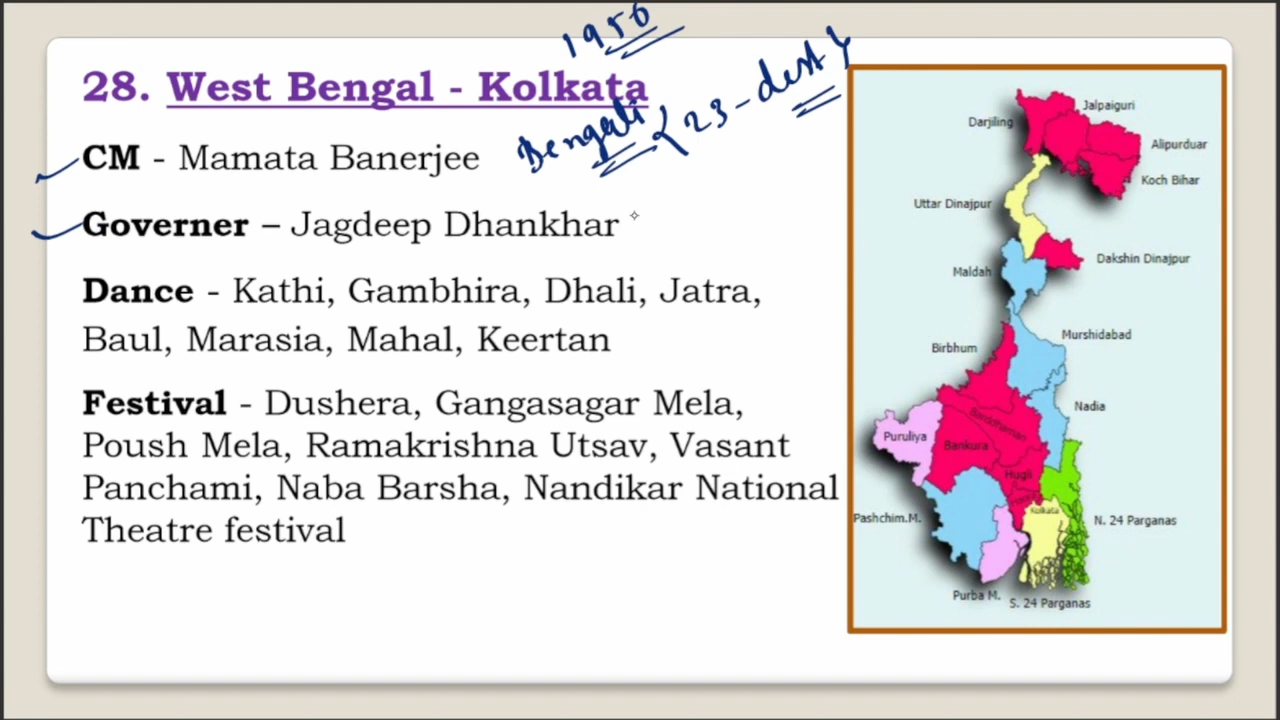 1956
28. West Bengal - Kolkata
Bengali { 23 - dist }
CM - Mamata Banerjee
Governer – Jagdeep Dhankhar
Dance - Kathi, Gambhira, Dhali, Jatra,
Baul, Marasia, Mahal, Keertan
Festival - Dushera, Gangasagar Mela,
Poush Mela, Ramakrishna Utsav, Vasant
Panchami, Naba Barsha, Nandikar National
Theatre festival
Jalpaiguri
Darjiling
Alipurduar
Koch Bihar
Uttar Dinajpur
Dakshin Dinajpur
Maldah
Murshidabad
Birbhum
Nadia
Barddhaman
Puruliya
Bankura
Hugli
Kolkata
Pashchim.M.
N. 24 Parganas
Purba M.
S. 24 Parganas